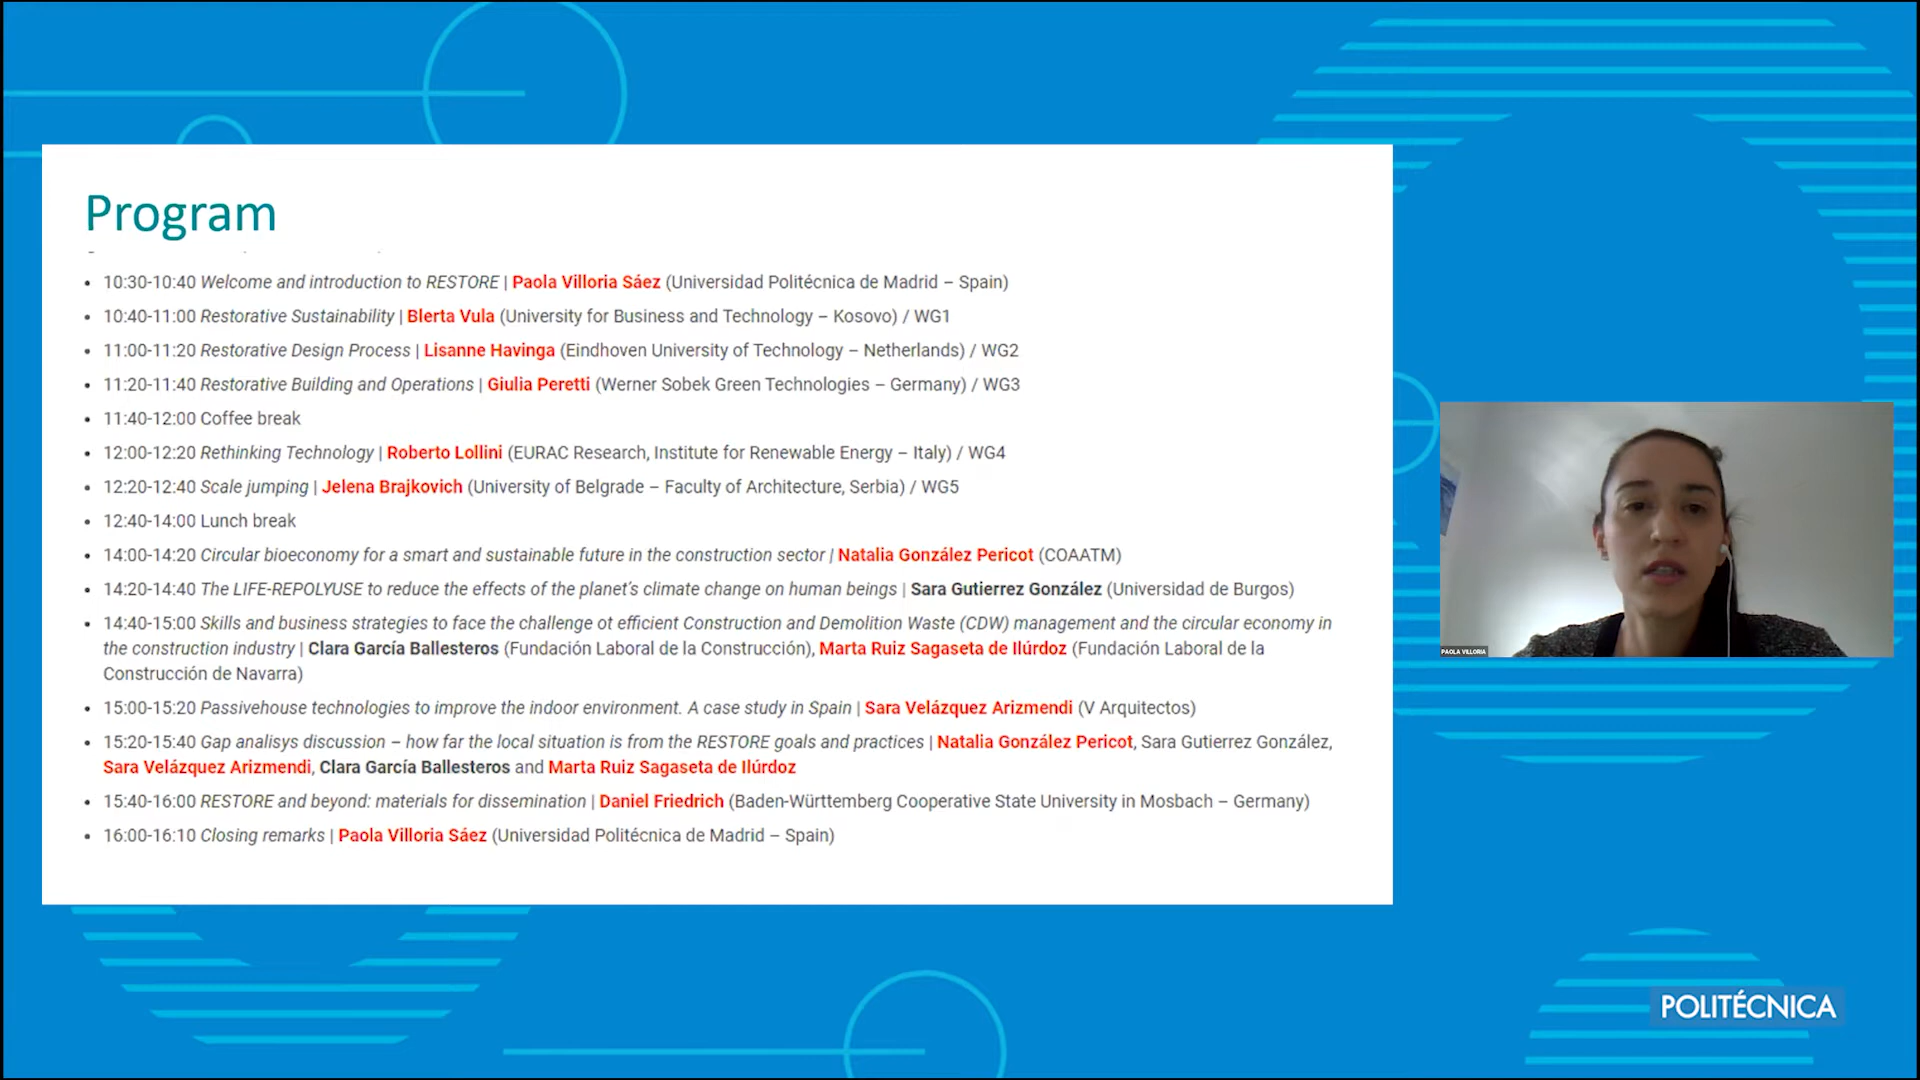 Program
• 10:30-10:40 Welcome and introduction to RESTORE | Paola Villoria Sáez (Universidad Politécnica de Madrid – Spain)
• 10:40-11:00 Restorative Sustainability | Blerta Vula (University for Business and Technology – Kosovo) / WG1
• 11:00-11:20 Restorative Design Process | Lisanne Havinga (Eindhoven University of Technology – Netherlands) / WG2
• 11:20-11:40 Restorative Building and Operations | Giulia Peretti (Werner Sobek Green Technologies – Germany) / WG3
• 11:40-12:00 Coffee break
• 12:00-12:20 Rethinking Technology | Roberto Lollini (EURAC Research, Institute for Renewable Energy – Italy) / WG4
• 12:20-12:40 Scale jumping | Jelena Brajkovich (University of Belgrade – Faculty of Architecture, Serbia) / WG5
• 12:40-14:00 Lunch break
• 14:00-14:20 Circular bioeconomy for a smart and sustainable future in the construction sector | Natalia González Pericot (COAATM)
• 14:20-14:40 The LIFE-REPOLYUSE to reduce the effects of the planet's climate change on human beings | Sara Gutierrez González (Universidad de Burgos)
• 14:40-15:00 Skills and business strategies to face the challenge ot efficient Construction and Demolition Waste (CDW) management and the circular economy in
the construction industry | Clara García Ballesteros (Fundación Laboral de la Construcción), Marta Ruiz Sagaseta de Ilúrdoz (Fundación Laboral de la
Construcción de Navarra)
• 15:00-15:20 Passivehouse technologies to improve the indoor environment. A case study in Spain | Sara Velázquez Arizmendi (V Arquitectos)
• 15:20-15:40 Gap analisys discussion – how far the local situation is from the RESTORE goals and practices | Natalia González Pericot, Sara Gutierrez González,
Sara Velázquez Arizmendi, Clara García Ballesteros and Marta Ruiz Sagaseta de Ilúrdoz
• 15:40-16:00 RESTORE and beyond: materials for dissemination | Daniel Friedrich (Baden-Württemberg Cooperative State University in Mosbach – Germany)
• 16:00-16:10 Closing remarks | Paola Villoria Sáez (Universidad Politécnica de Madrid – Spain)
PAOLA VILLORIA
POLITÉCNICA